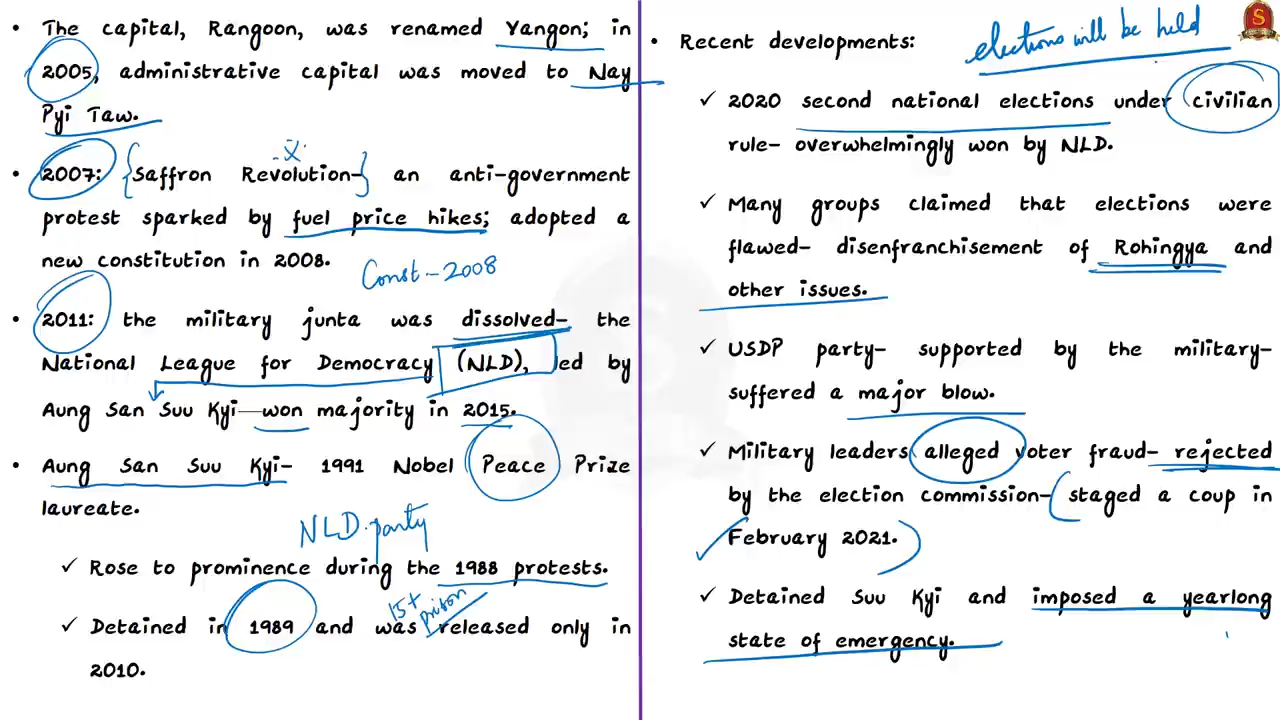 • The capital, Rangoon, was renamed Yangon; in
2005, administrative capital was moved to Nay
Pyi Taw.
• 2007: {Saffron Revolution-} an anti-government
protest sparked by fuel price hikes; adopted a
new constitution in 2008.
Const-2008
• 2011: the military junta was dissolved- the
National League for Democracy (NLD), led by
Aung San Suu Kyi—won majority in 2015.
• Aung San Suu Kyi- 1991 Nobel Peace Prize
laureate.
NLD party
✓ Rose to prominence during the 1988 protests.
15+ prison
✓ Detained in 1989 and was released only in
2010.
elections will be held
• Recent developments:
✓ 2020 second national elections under civilian
rule- overwhelmingly won by NLD.
✓ Many groups claimed that elections were
flawed- disenfranchisement of Rohingya and
other issues.
✓ USDP party- supported by the military-
suffered a major blow.
✓ Military leaders alleged voter fraud- rejected
by the election commission- (staged a coup in
February 2021.)
✓ Detained Suu Kyi and imposed a yearlong
state of emergency.
S